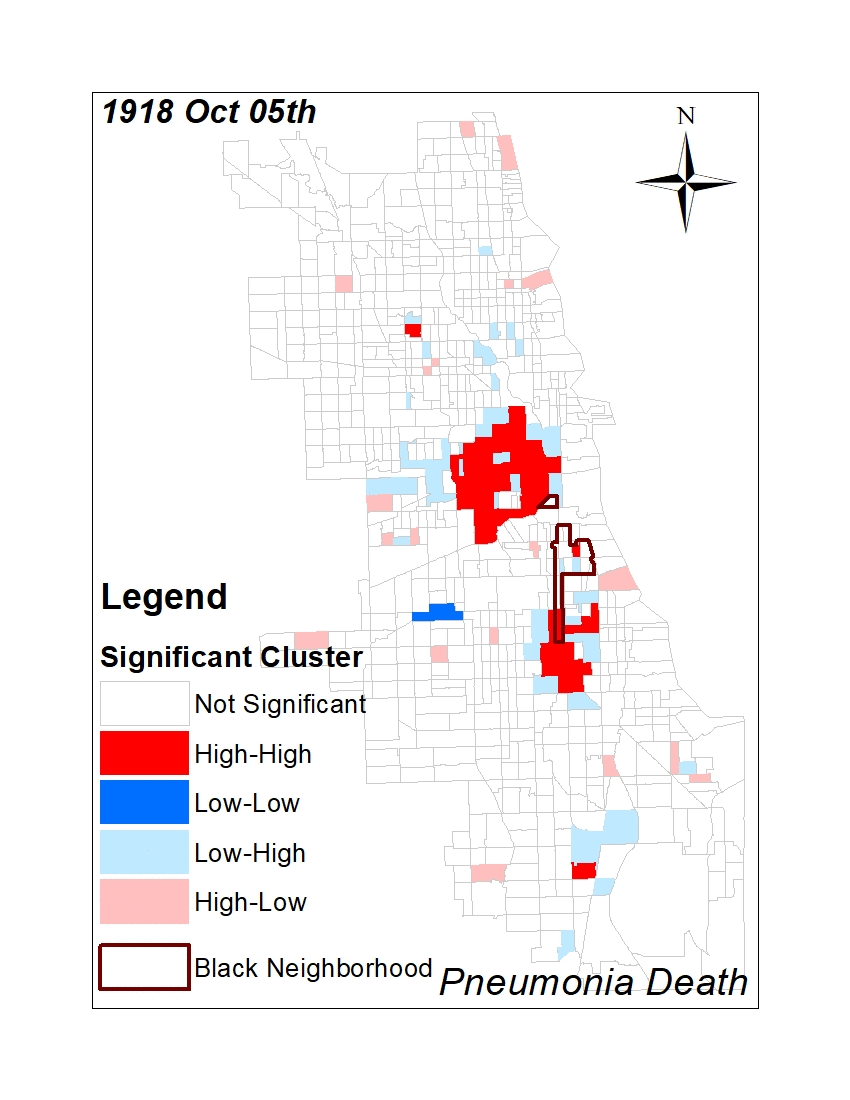 1918 Oct 05th
N
Legend
Significant Cluster
Not Significant
High-High
Low-Low
Low-High
High-Low
Black Neighborhood
Pneumonia Death